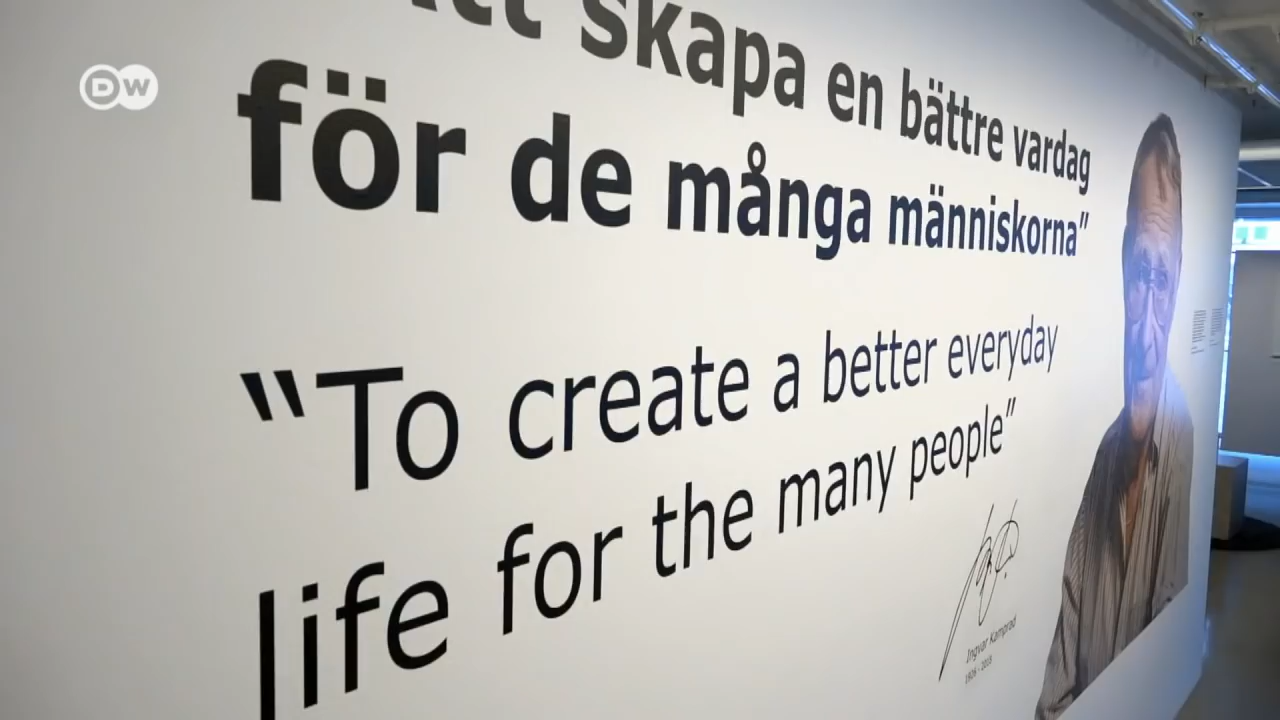 DW
skapa en bättre vardag
för de många människorna”
“To create a better everyday
life for the many people”
Ingvar Kamprad
1926 - 2018